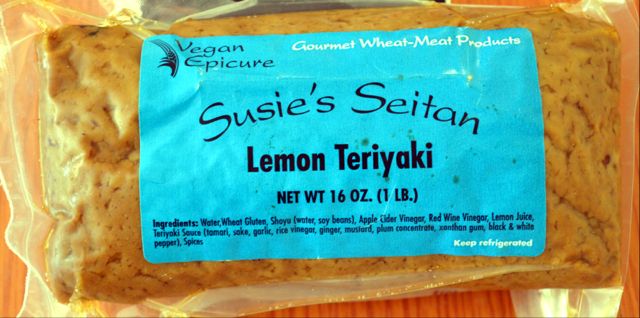 Vegan
Epicure
Gourmet Wheat-Meat Products
Susie's Seitan
Lemon Teriyaki
NET WT 16 OZ. (1 LB.)
Ingredients: Water, Wheat Gluten, Shoyu (water, soy beans), Apple Cider Vinegar, Red Wine Vinegar, Lemon Juice,
Teriyaki Sauce (tamari, sake, garlic, rice vinegar, ginger, mustard, plum concentrate, xanthan gum, black & white
pepper), Spices
Keep refrigerated